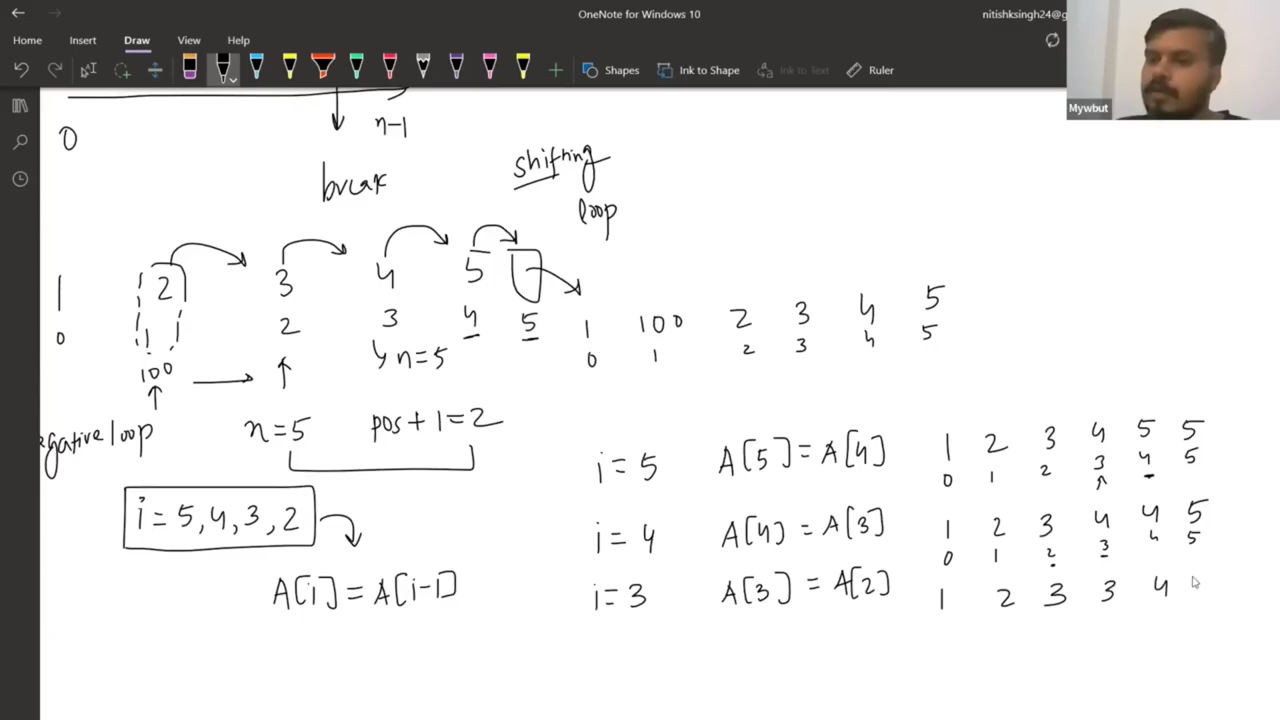 OneNote for Windows 10
nitishksingh24@g
Home Insert Draw View Help
Shapes Ink to Shape Ink to Text Ruler
Mywbut
0 n-1
break
shifting
loop
1 2 3 4 5
0 1 2 3 4 5
100
n=5
1 100 2 3 4 5
0 1 2 3 4 5
egative loop
n=5 pos+1=2
i=5,4,3,2
A[i]=A[i-1]
i=5 A[5]=A[4] 1 2 3 4 5 5
0 1 2 3 4 5
i=4 A[4]=A[3] 1 2 3 4 4 5
0 1 2 3 4 5
i=3 A[3]=A[2] 1 2 3 3 4